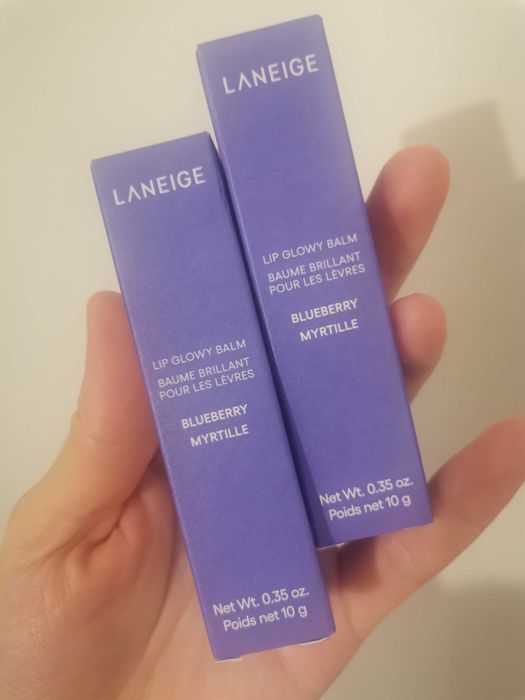 LANEIGE
LIP GLOWY BALM
BAUME BRILLANT
POUR LES LÈVRES
BLUEBERRY
MYRTILLE
Net Wt. 0.35 oz.
Poids net 10 g
LANEIGE
LIP GLOWY BALM
BAUME BRILLANT
POUR LES LÈVRES
BLUEBERRY
MYRTILLE
Net Wt. 0.35 oz.
Poids net 10 g